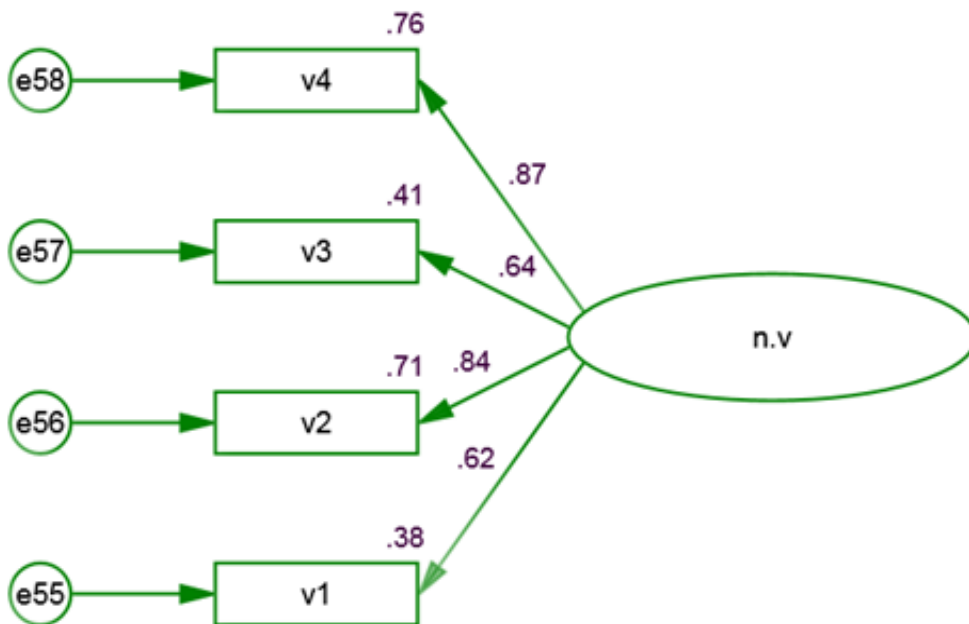 .76
e58 v4
.87
.41
e57 v3
.64
n.v
.71 .84
e56 v2
.62
.38
e55 v1